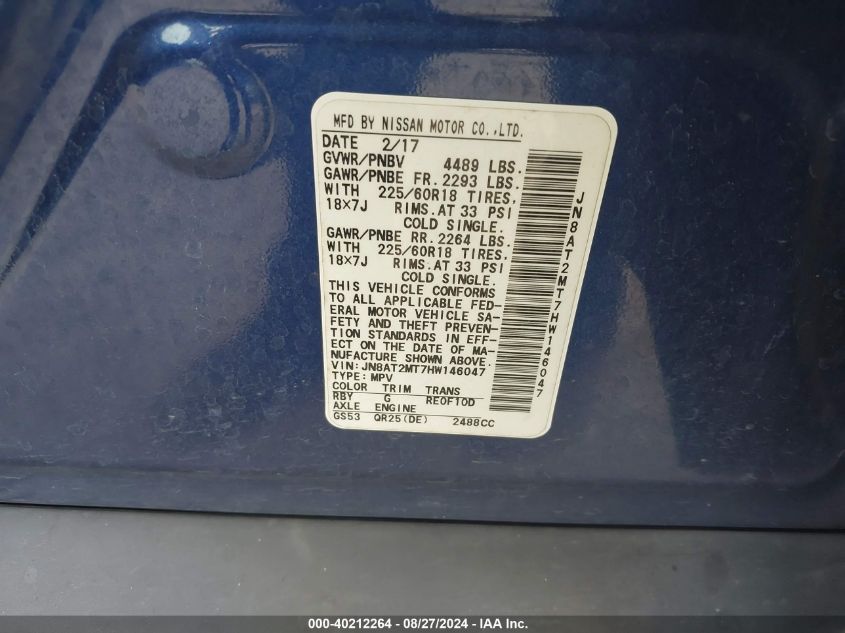 MFD BY NISSAN MOTOR CO.,LTD.
DATE 2/17
GVWR/PNBV 4489 LBS.
GAWR/PNBE FR. 2293 LBS.
WITH 225/60R18 TIRES,
18×7J RIMS.AT 33 PSI
COLD SINGLE.
GAWR/PNBE RR. 2264 LBS.
WITH 225/60R18 TIRES,
18×7J RIMS.AT 33 PSI
COLD SINGLE.
THIS VEHICLE CONFORMS
TO ALL APPLICABLE FED-
ERAL MOTOR VEHICLE SA-
FETY AND THEFT PREVEN-
TION STANDARDS IN EFF-
ECT ON THE DATE OF MA-
NUFACTURE SHOWN ABOVE.
VIN:JN8AT2MT7HW146047
TYPE:MPV
COLOR TRIM TRANS
RBY G RE0F10D
AXLE ENGINE
GS53 QR25(DE) 2488CC
JN8AT2MT7HW146047
000-40212264 - 08/27/2024 - IAA Inc.